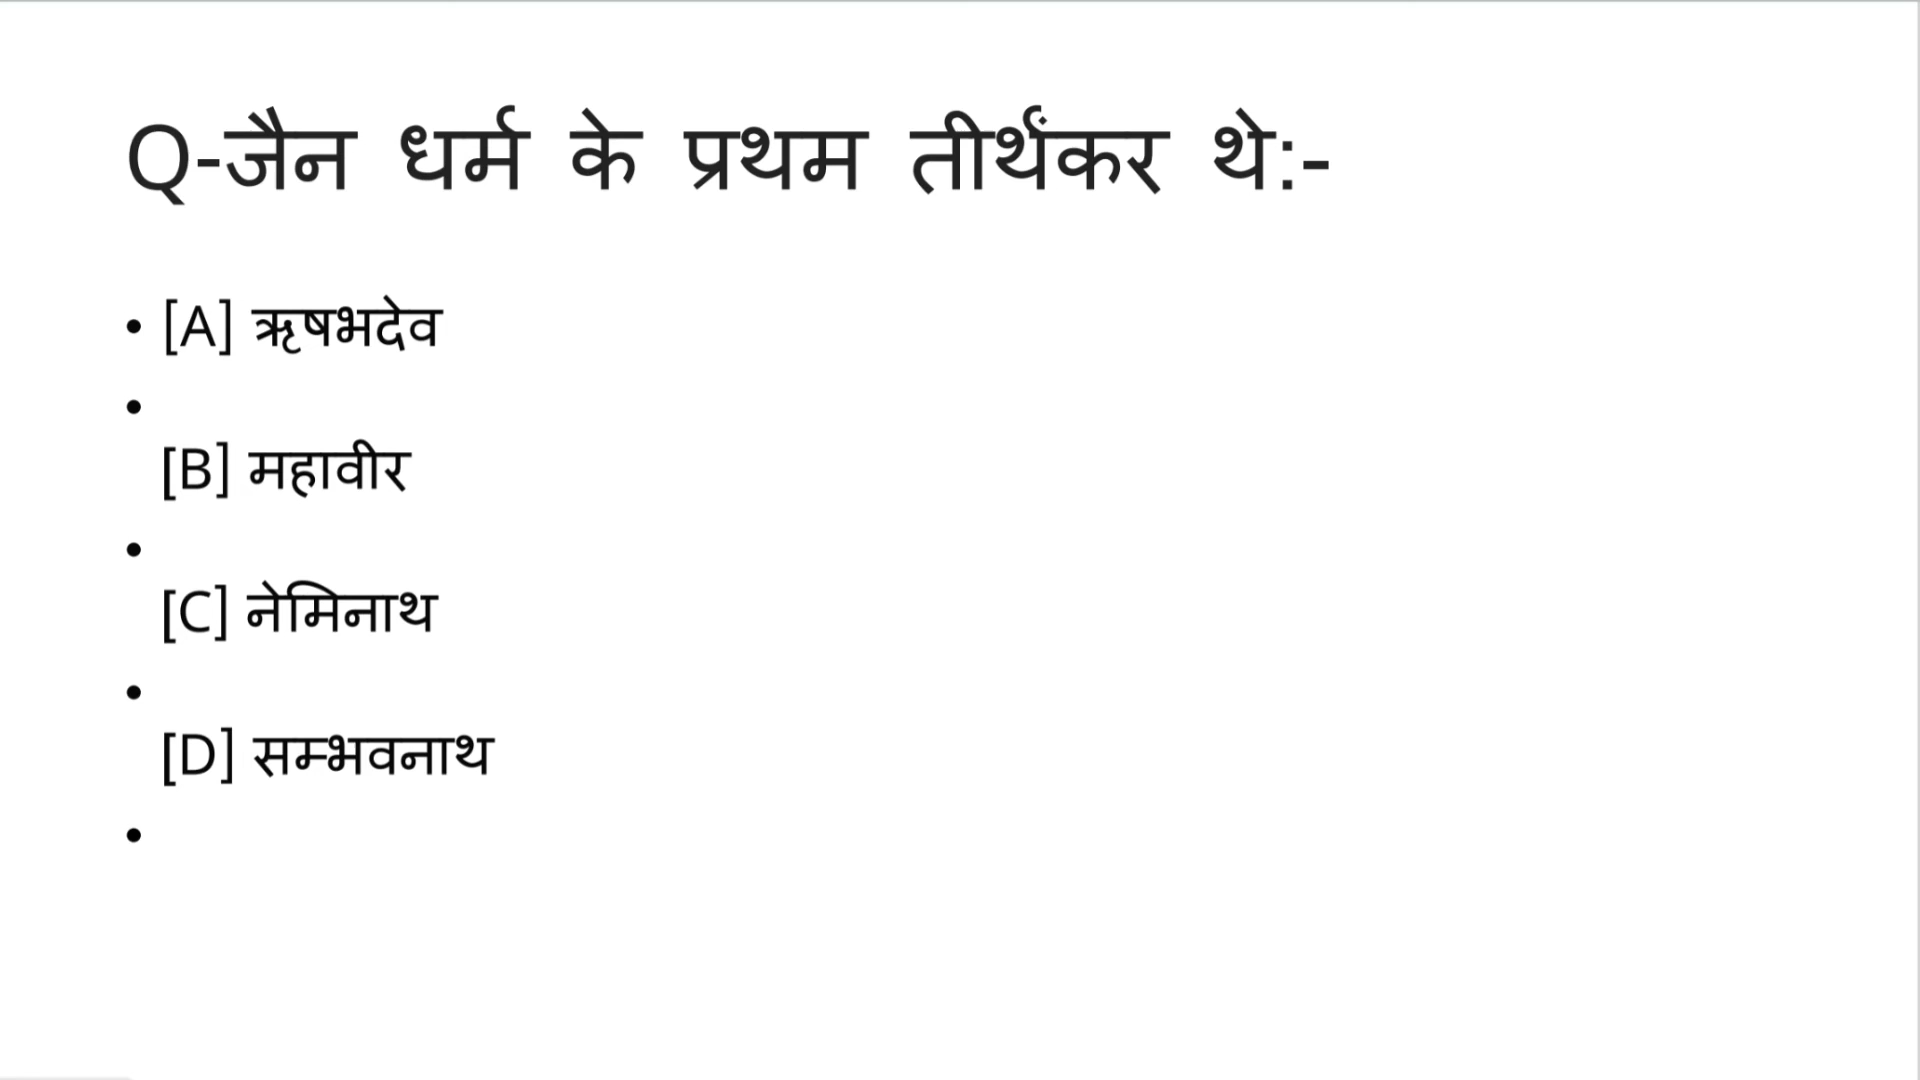 Q-जैन धर्म के प्रथम तीर्थंकर थे:-
• [A] ऋषभदेव
•
[B] महावीर
•
[C] नेमिनाथ
•
[D] सम्भवनाथ
•